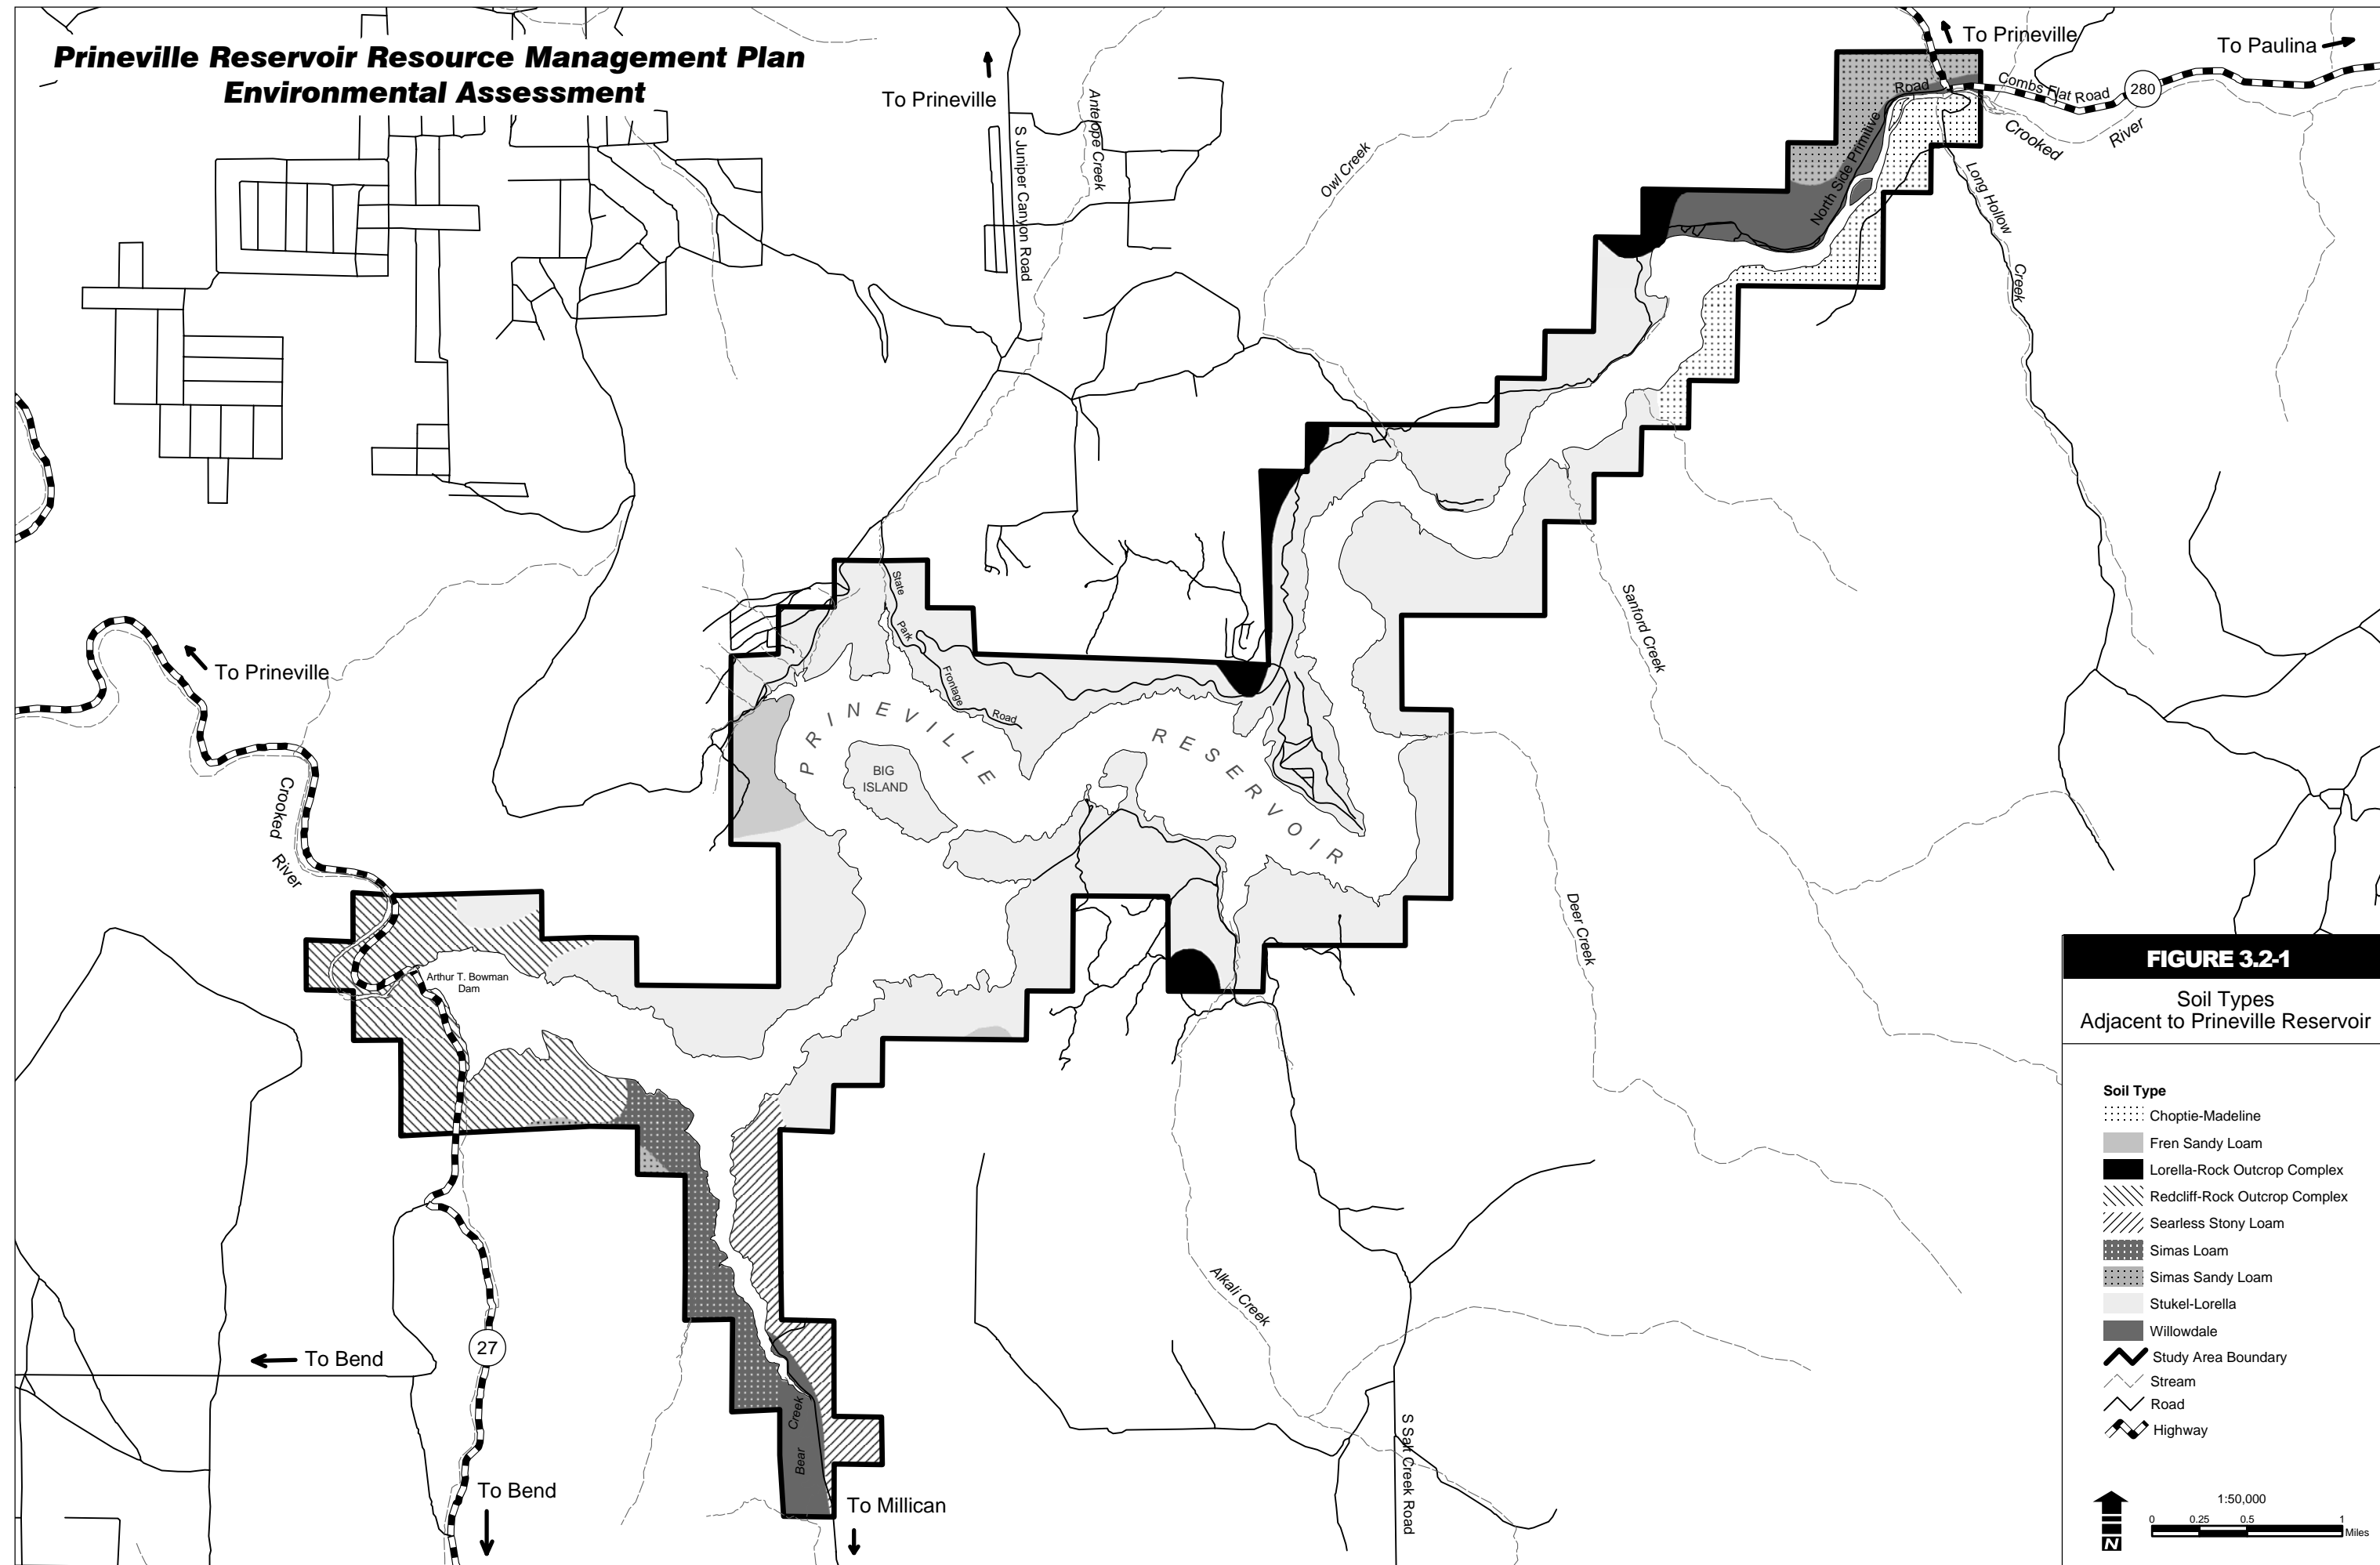 Prineville Reservoir Resource Management Plan
Environmental Assessment
To Prineville
To Prineville
To Paulina
S Juniper Canyon Road
Antelope Creek
Owl Creek
North Side Primitive
Road
Combs Flat Road
280
Crooked
River
Long Hollow
Creek
To Prineville
State
Park
Frontage
Road
PRINEVILLE
RESERVOIR
BIG
ISLAND
Sanford Creek
Deer Creek
Crooked
River
Arthur T. Bowman
Dam
Alkali Creek
27
To Bend
To Bend
Creek
Bear
To Millican
S Salt Creek Road
FIGURE 3.2-1
Soil Types
Adjacent to Prineville Reservoir
Soil Type
Choptie-Madeline
Fren Sandy Loam
Lorella-Rock Outcrop Complex
Redcliff-Rock Outcrop Complex
Searless Stony Loam
Simas Loam
Simas Sandy Loam
Stukel-Lorella
Willowdale
Study Area Boundary
Stream
Road
Highway
N
1:50,000
0 0.25 0.5 1
Miles